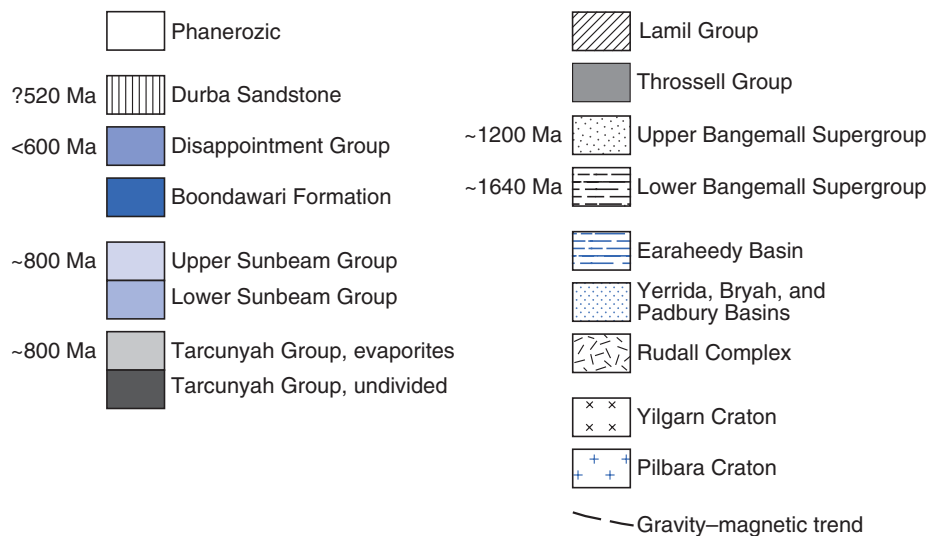 Phanerozic
?520 Ma Durba Sandstone
<600 Ma Disappointment Group
Boondawari Formation
~800 Ma Upper Sunbeam Group
Lower Sunbeam Group
~800 Ma Tarcunyah Group, evaporites
Tarcunyah Group, undivided
Lamil Group
Throssell Group
~1200 Ma Upper Bangemall Supergroup
~1640 Ma Lower Bangemall Supergroup
Earaheedy Basin
Yerrida, Bryah, and
Padbury Basins
Rudall Complex
Yilgarn Craton
Pilbara Craton
Gravity–magnetic trend